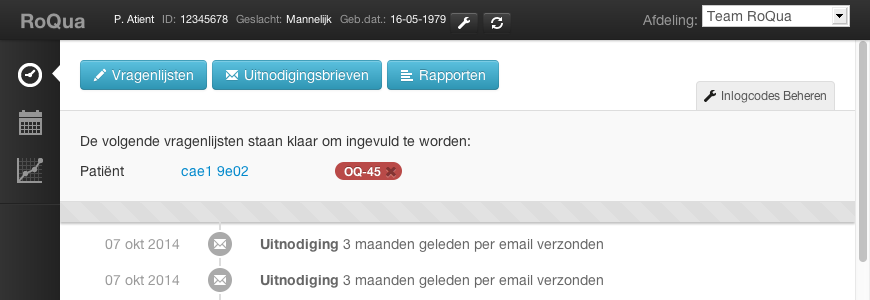 RoQua P. Atient ID: 12345678 Geslacht: Mannelijk Geb.dat.: 16-05-1979 Afdeling: Team RoQua
Vragenlijsten Uitnodigingsbrieven Rapporten
Inlogcodes Beheren
De volgende vragenlijsten staan klaar om ingevuld te worden:
Patiënt cae1 9e02 OQ-45
07 okt 2014 Uitnodiging 3 maanden geleden per email verzonden
07 okt 2014 Uitnodiging 3 maanden geleden per email verzonden